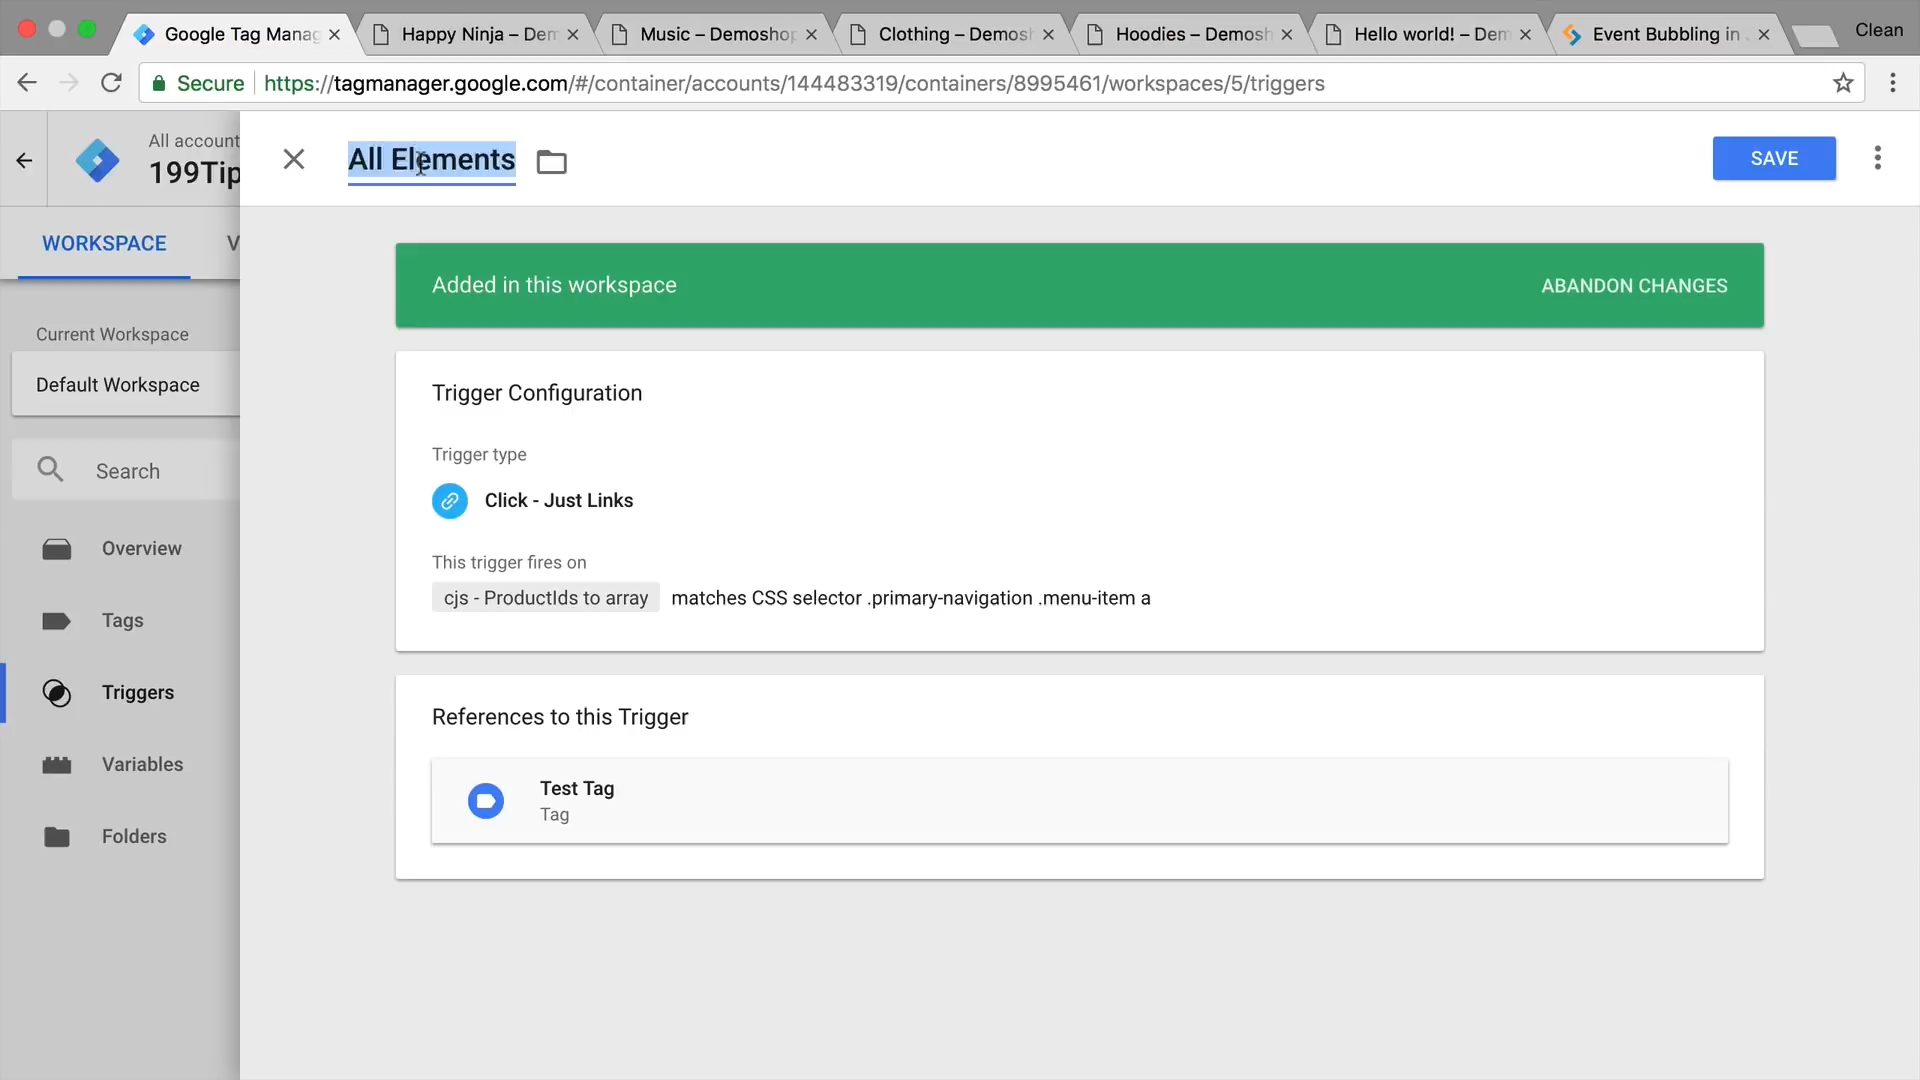 Google Tag Manag
Happy Ninja – Dem
Music – Demoshop
Clothing – Demosh
Hoodies – Demosh
Hello world! – Dem
Event Bubbling in
Clean
Secure
https://tagmanager.google.com/#/container/accounts/144483319/containers/8995461/workspaces/5/triggers
All account
199Tip
All Elements
SAVE
WORKSPACE
V
Added in this workspace
ABANDON CHANGES
Current Workspace
Default Workspace
Search
Overview
Tags
Triggers
Variables
Folders
Trigger Configuration
Trigger type
Click - Just Links
This trigger fires on
cjs - ProductIds to array matches CSS selector .primary-navigation .menu-item a
References to this Trigger
Test Tag
Tag